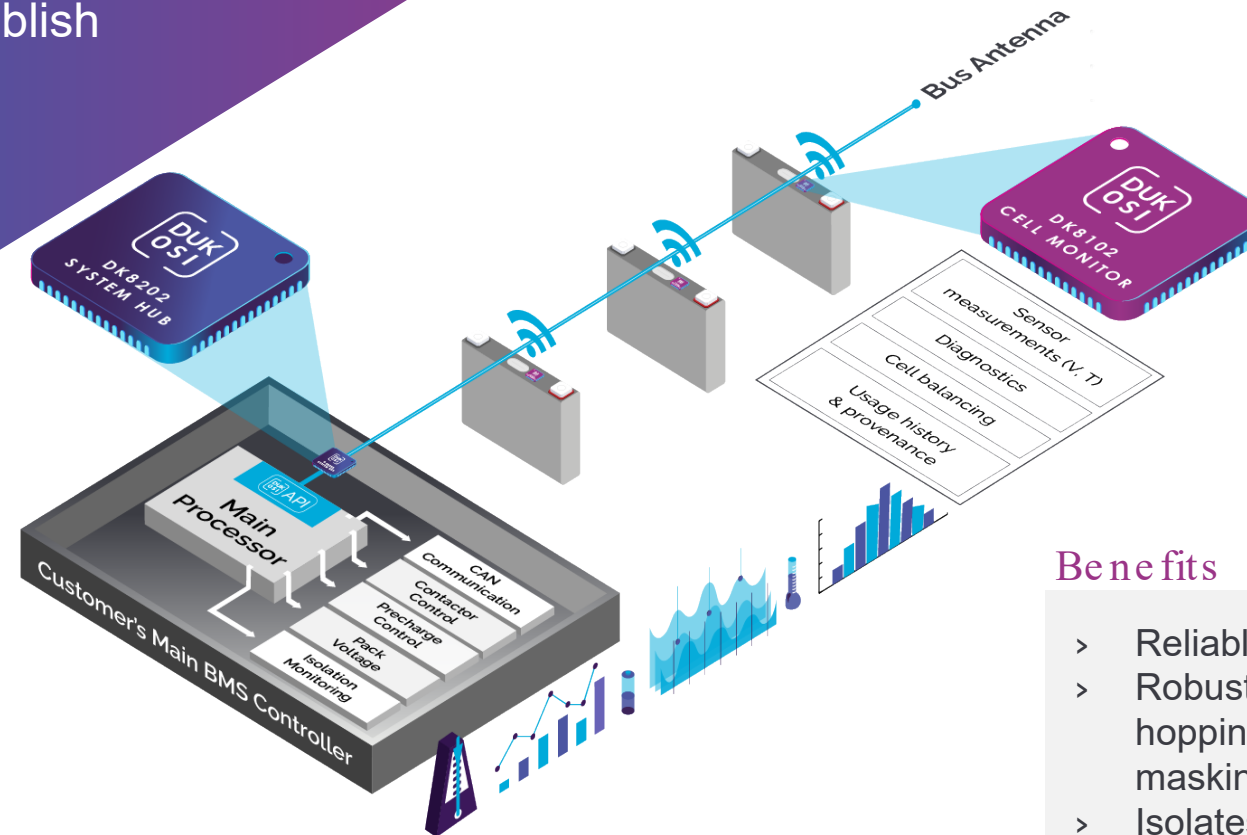 blish
Bus Antenna
DUK
OSI
DK8202
SYSTEM HUB
DUK
OSI
DK8102
CELL MONITOR
Sensor
measurements (V, T)
Diagnostics
Cell balancing
Usage history
& provenance
API
Main
Processor
CAN
Communication
Contactor
Control
Precharge
Control
Pack
Voltage
Isolation
Monitoring
Customer's Main BMS Controller
Benefits
› Reliabl
› Robust
hoppin
maskin
› Isolate